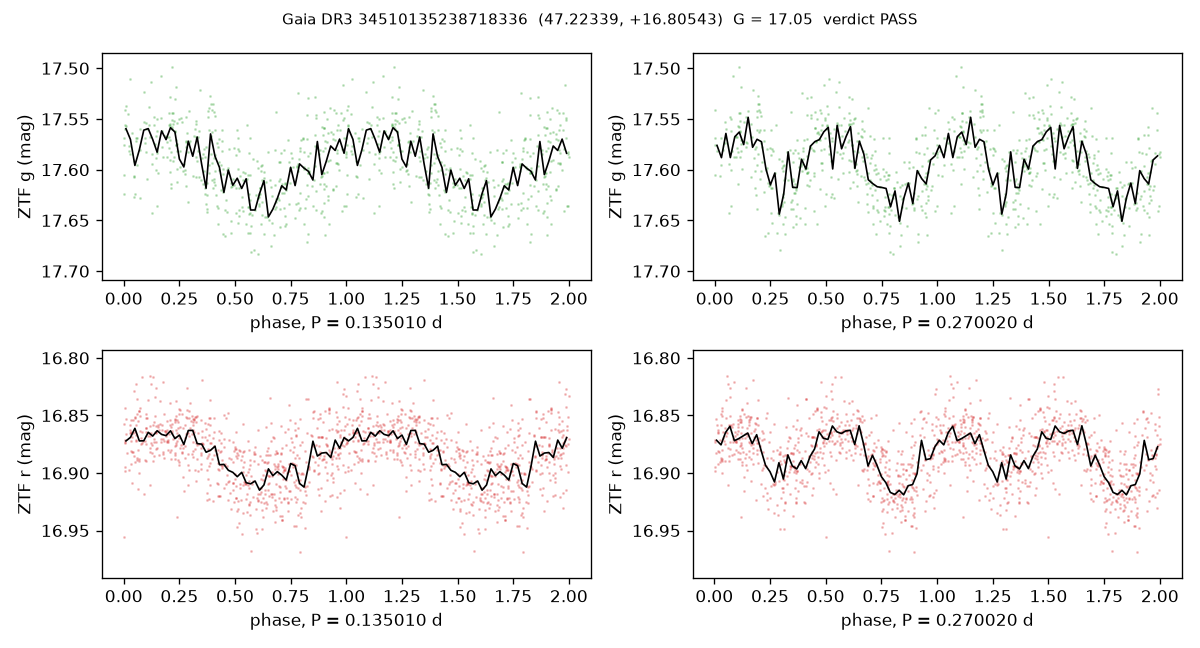 Gaia DR3 34510135238718336  (47.22339, +16.80543)  G = 17.05  verdict PASS
ZTF g (mag)
17.50
17.55
17.60
17.65
17.70
0.00 0.25 0.50 0.75 1.00 1.25 1.50 1.75 2.00
phase, P = 0.135010 d
ZTF g (mag)
17.50
17.55
17.60
17.65
17.70
0.00 0.25 0.50 0.75 1.00 1.25 1.50 1.75 2.00
phase, P = 0.270020 d
ZTF r (mag)
16.80
16.85
16.90
16.95
0.00 0.25 0.50 0.75 1.00 1.25 1.50 1.75 2.00
phase, P = 0.135010 d
ZTF r (mag)
16.80
16.85
16.90
16.95
0.00 0.25 0.50 0.75 1.00 1.25 1.50 1.75 2.00
phase, P = 0.270020 d